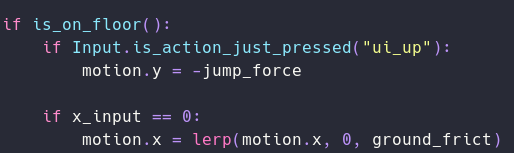 if is_on_floor():
    if Input.is_action_just_pressed("ui_up"):
        motion.y = -jump_force

    if x_input == 0:
        motion.x = lerp(motion.x, 0, ground_frict)